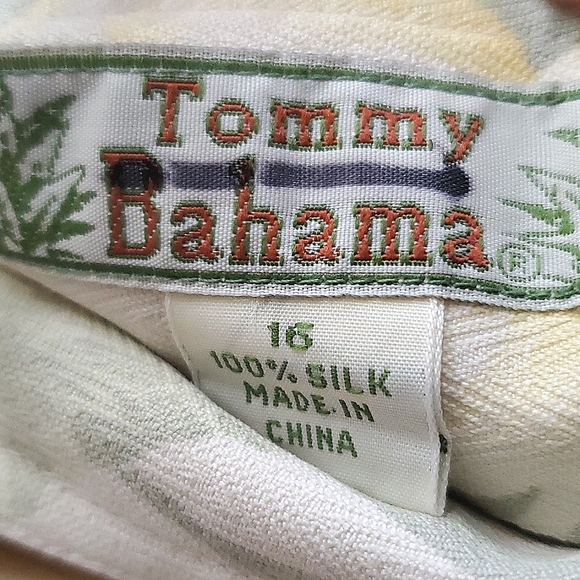 Tommy
Bahama®
16
100% SILK
MADE IN
CHINA